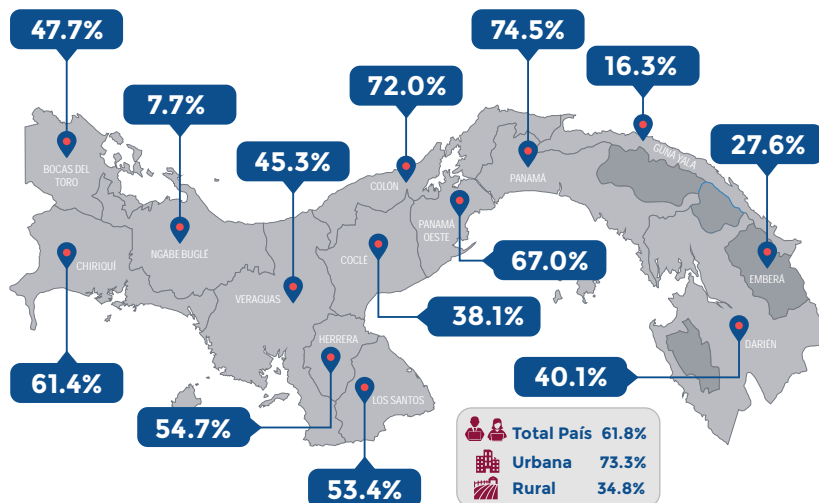 47.7%
74.5%
16.3%
7.7%
72.0%
45.3%
27.6%
BOCAS DEL
TORO
COLÓN
PANAMÁ
GUNA YALA
CHIRIQUÍ
NGÄBE BUGLÉ
PANAMÁ
OESTE
COCLÉ
67.0%
EMBERÁ
VERAGUAS
38.1%
HERRERA
DARIÉN
61.4%
LOS SANTOS
40.1%
54.7%
53.4%
Total País 61.8%
Urbana 73.3%
Rural 34.8%